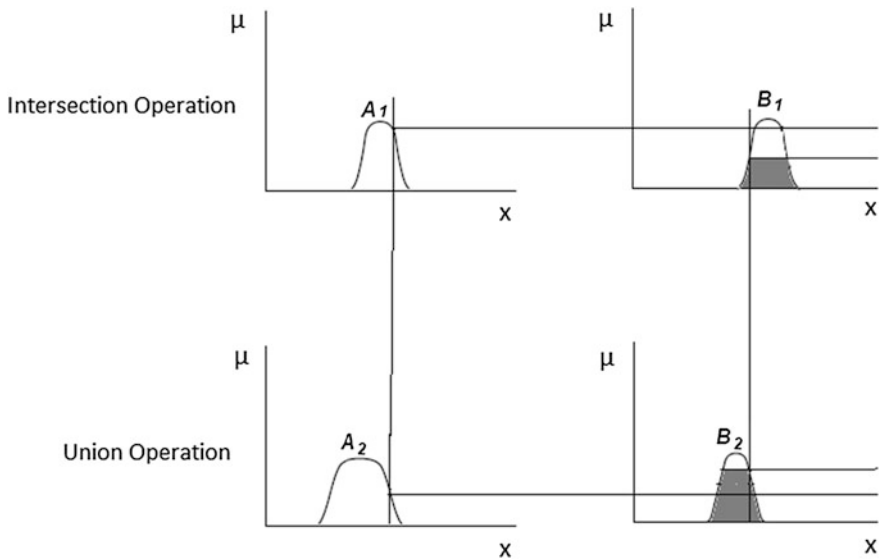 μ
μ
Intersection Operation
A1
B1
X
X
μ
μ
Union Operation
A2
B2
X
X